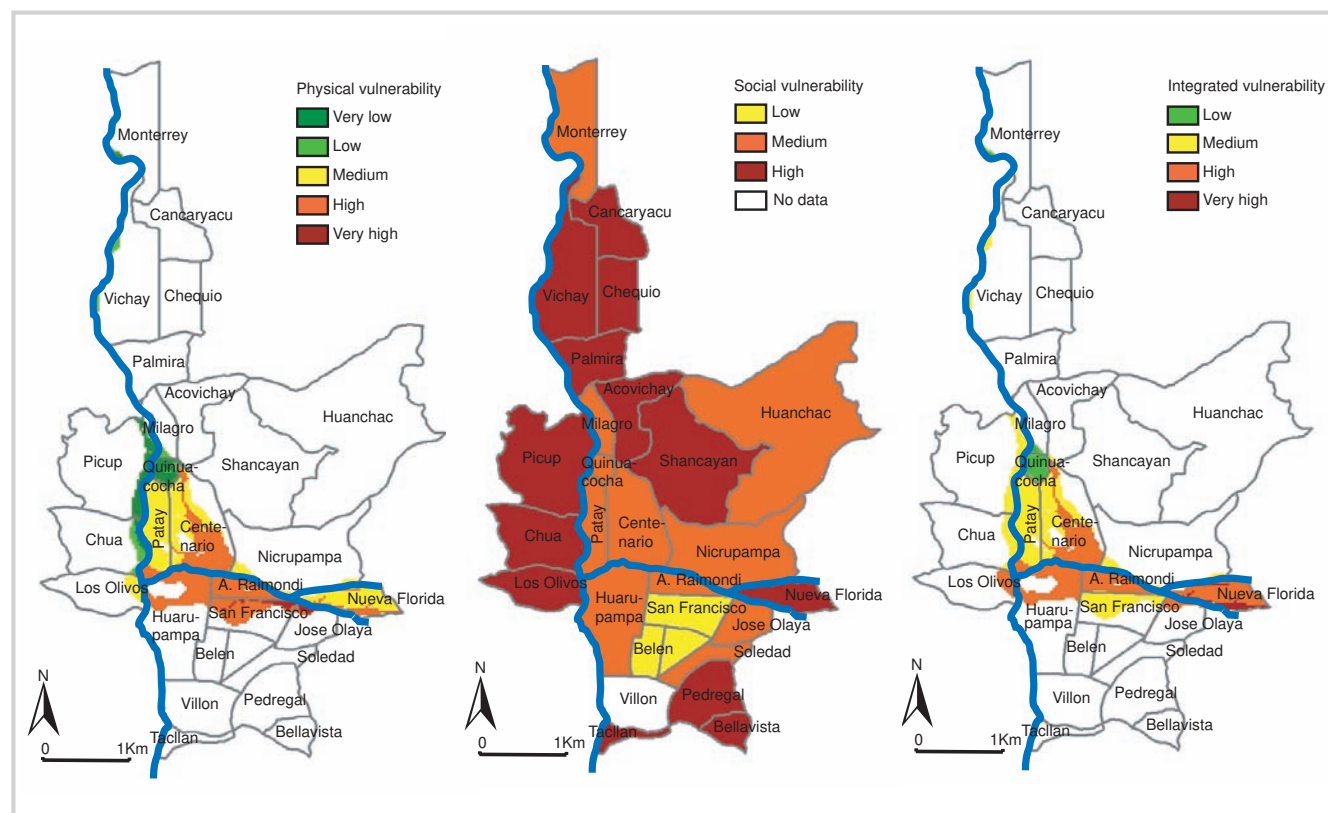 Physical vulnerability
Very low
Low
Medium
High
Very high
Monterrey
Cancaryacu
Vichay
Chequio
Palmira
Acovichay
Huanchac
Milagro
Picup
Quinua-
cocha
Shancayan
Patay
Cente-
nario
Chua
Nicrupampa
Los Olivos
A. Raimondi
Nueva Florida
San Francisco
Huaru-
pampa
Jose Olaya
Belen
Soledad
Villon
Pedregal
Tacllan
Bellavista
N
0 1Km
Social vulnerability
Low
Medium
High
No data
Monterrey
Cancaryacu
Vichay
Chequio
Palmira
Acovichay
Huanchac
Milagro
Picup
Quinua-
cocha
Shancayan
Patay
Cente-
nario
Chua
Nicrupampa
Los Olivos
A. Raimondi
Nueva Florida
Huaru-
pampa
San Francisco
Jose Olaya
Belen
Soledad
Villon
Pedregal
Tacllan
Bellavista
N
0 1Km
Integrated vulnerability
Low
Medium
High
Very high
Monterrey
Cancaryacu
Vichay
Chequio
Palmira
Acovichay
Huanchac
Milagro
Picup
Quinua-
cocha
Shancayan
Patay
Cente-
nario
Chua
Nicrupampa
Los Olivos
A. Raimondi
Nueva Florida
San Francisco
Huaru-
pampa
Jose Olaya
Belen
Soledad
Villon
Pedregal
Tacllan
Bellavista
N
0 1Km